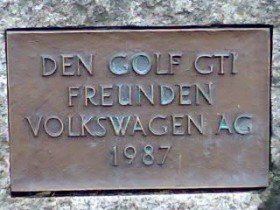 DEN GOLF GTI
FREUNDEN
VOLKSWAGEN AG
1987